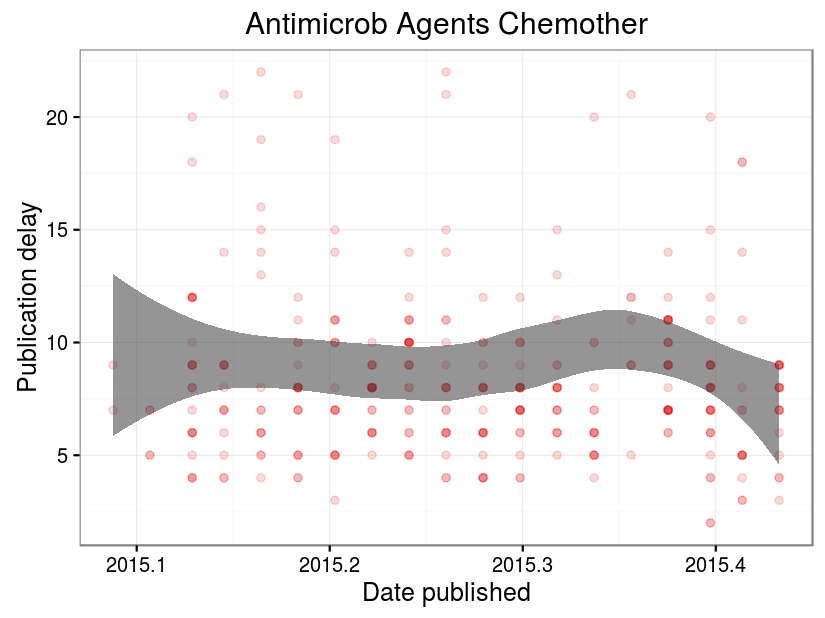 Antimicrob Agents Chemother
Publication delay
20
15
10
5
2015.1 2015.2 2015.3 2015.4
Date published